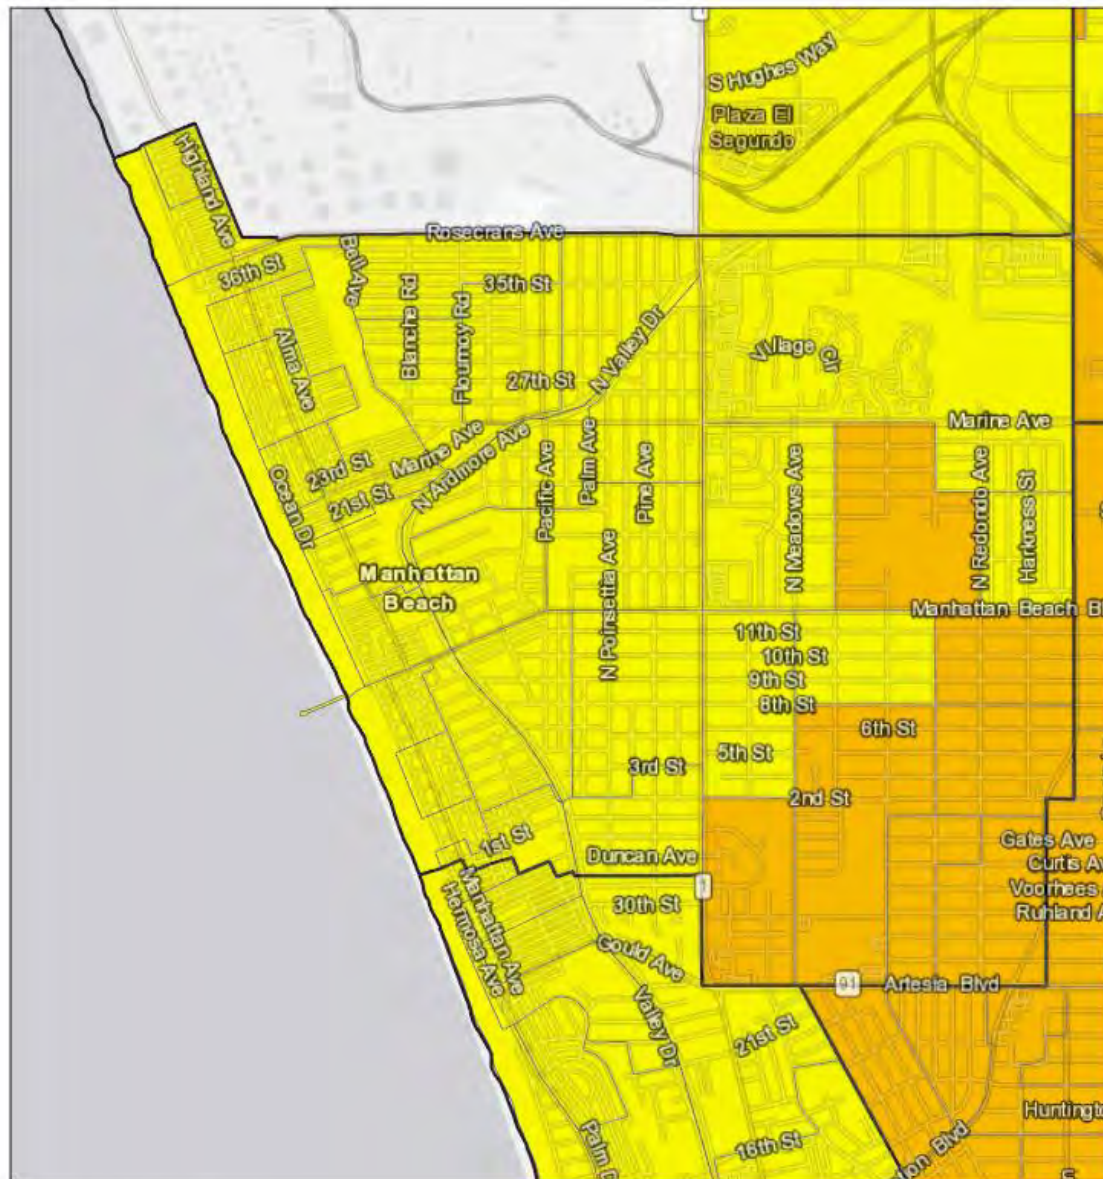 1
S Hughes Way
Plaza El
Segundo
Highland Ave
Rosecrans Ave
36th St
Bell Ave
Blanche Rd
Flournoy Rd
35th St
N Valley Dr
Village Cir
Alma Ave
27th St
Marine Ave
23rd St
Marine Ave
N Ardmore Ave
Pacific Ave
Palm Ave
Pine Ave
N Meadows Ave
N Redondo Ave
Harkness St
21st St
Ocean Dr
Manhattan
Beach
N Poinsettia Ave
Manhattan Beach B
11th St
10th St
9th St
8th St
6th St
5th St
3rd St
2nd St
1st St
Duncan Ave
Gates Ave
Curtis Av
Voorhees
Ruhland A
1
Manhattan Ave
Hermosa Ave
30th St
Gould Ave
91
Artesia Blvd
Valley Dr
21st St
Huntingto
16th St
ton Blvd
Palm D